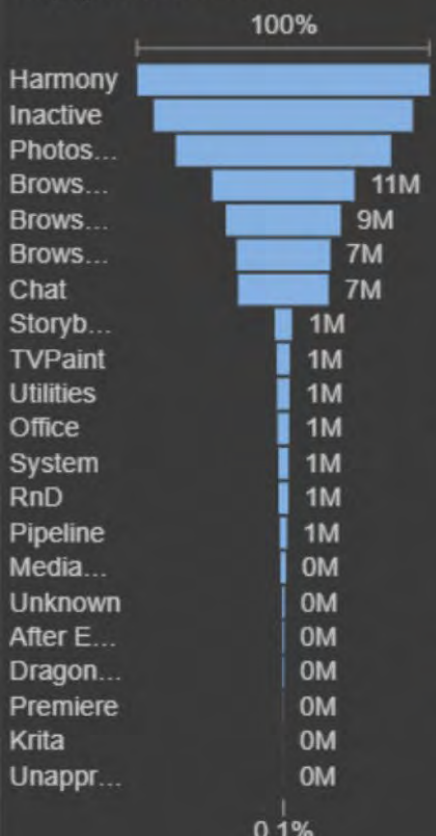 100%
Harmony
Inactive
Photos...
Brows... 11M
Brows... 9M
Brows... 7M
Chat 7M
Storyb... 1M
TVPaint 1M
Utilities 1M
Office 1M
System 1M
RnD 1M
Pipeline 1M
Media... 0M
Unknown 0M
After E... 0M
Dragon... 0M
Premiere 0M
Krita 0M
Unappr... 0M
0.1%